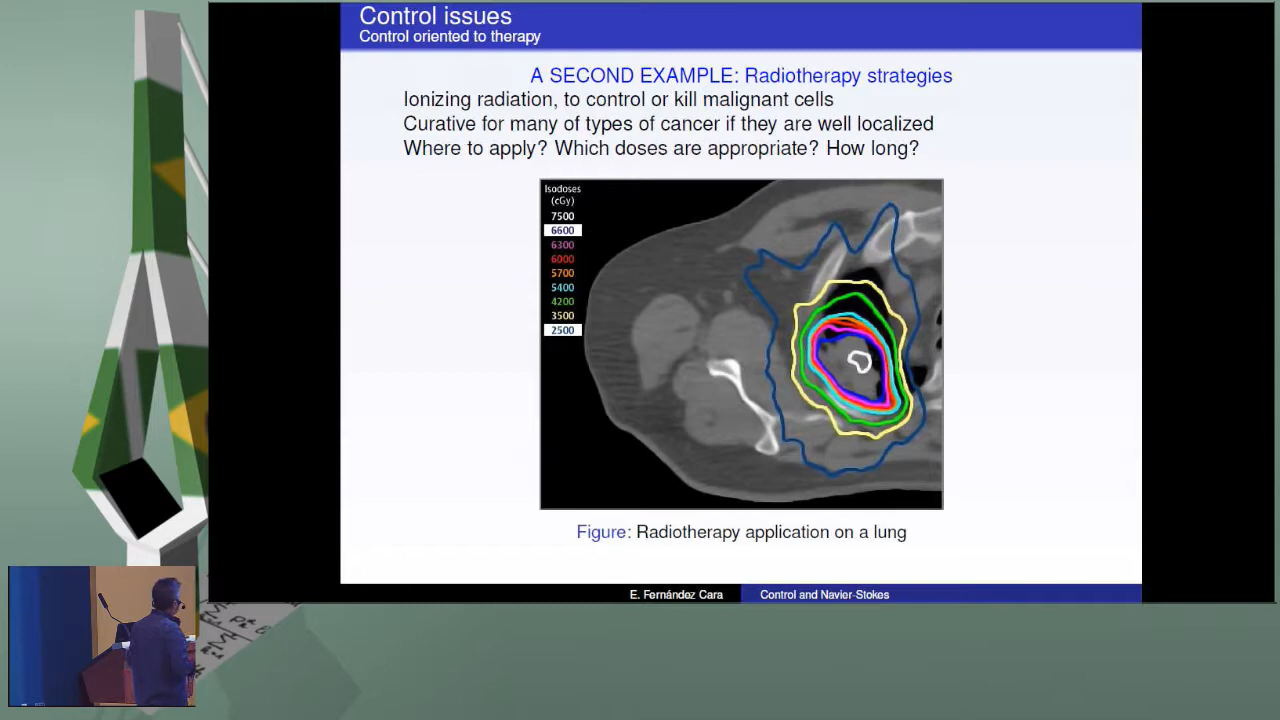 Control issues
Control oriented to therapy
A SECOND EXAMPLE: Radiotherapy strategies
Ionizing radiation, to control or kill malignant cells
Curative for many of types of cancer if they are well localized
Where to apply? Which doses are appropriate? How long?
Isodoses
(cGy)
7500
6600
6300
6000
5700
5400
4200
3500
2500
Figure: Radiotherapy application on a lung
E. Fernández Cara
Control and Navier-Stokes